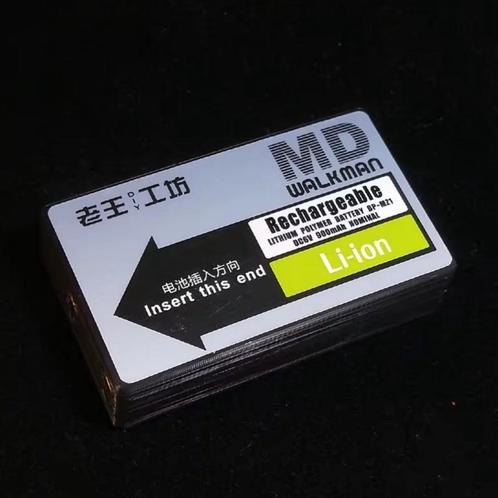 MD
WALKMAN
老王DIY工坊
Rechargeable
LITHIUM POLYMER BATTERY BP-MZ1
DC6V 900mAH NOMINAL
Li-ion
电池插入方向
Insert this end